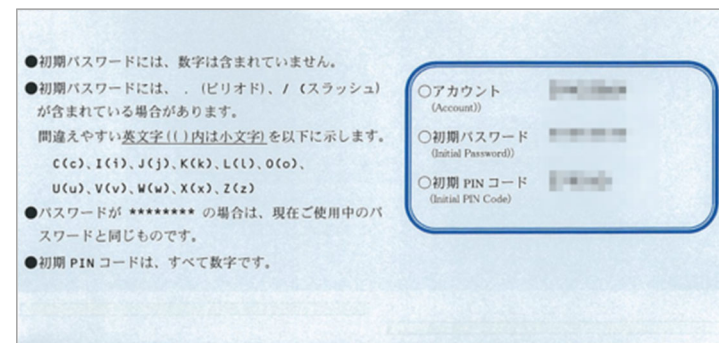 ●初期パスワードには、数字は含まれていません。
●初期パスワードには、 . (ピリオド)、/ (スラッシュ)
が含まれている場合があります。
間違えやすい英文字(( )内は小文字)を以下に示します。
C(c)、I(i)、J(j)、K(k)、L(l)、O(o)、
U(u)、V(v)、W(w)、X(x)、Z(z)
●パスワードが ******** の場合は、現在ご使用中のパ
スワードと同じものです。
●初期 PIN コードは、すべて数字です。
○アカウント
(Account))
○初期パスワード
(Initial Password))
○初期 PIN コード
(Initial PIN Code)